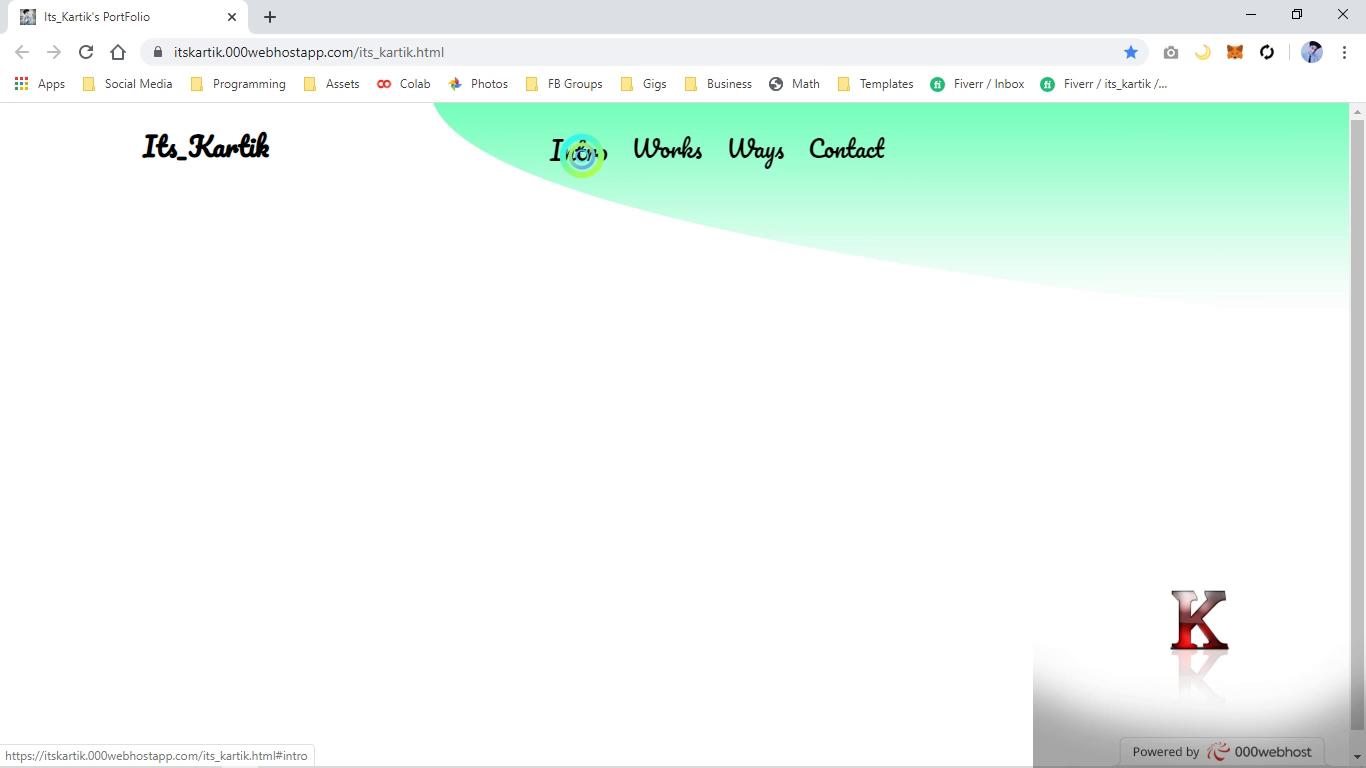 Its_Kartik's PortFolio
itskartik.000webhostapp.com/its_kartik.html
Apps Social Media Programming Assets Colab Photos FB Groups Gigs Business Math Templates Fiverr / Inbox Fiverr / its_kartik /...
Its_Kartik Intro Works Ways Contact
K
Powered by 000webhost
https://itskartik.000webhostapp.com/its_kartik.html#intro